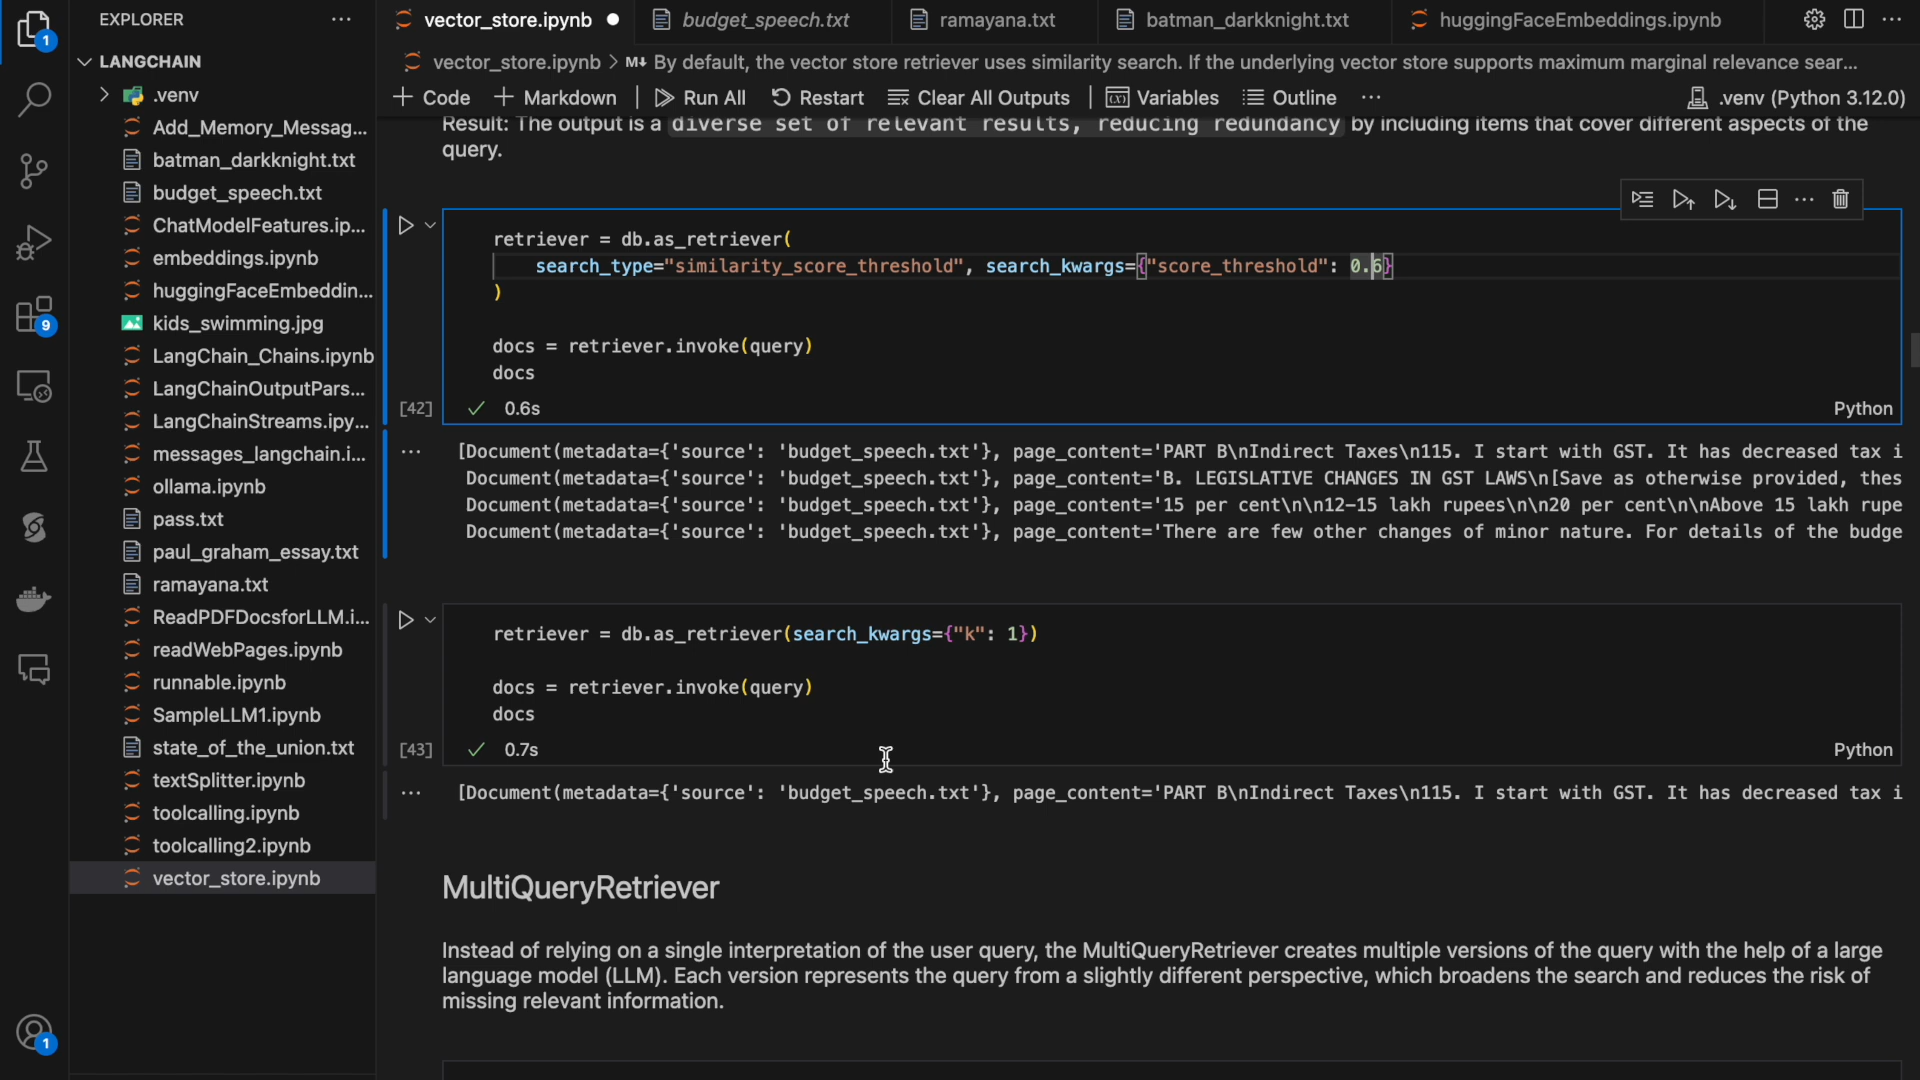 EXPLORER
LANGCHAIN
.venv
Add_Memory_Messag...
batman_darkknight.txt
budget_speech.txt
ChatModelFeatures.ip...
embeddings.ipynb
huggingFaceEmbeddin...
kids_swimming.jpg
LangChain_Chains.ipynb
LangChainOutputPars...
LangChainStreams.ipy...
messages_langchain.i...
ollama.ipynb
pass.txt
paul_graham_essay.txt
ramayana.txt
ReadPDFDocsforLLM.i...
readWebPages.ipynb
runnable.ipynb
SampleLLM1.ipynb
state_of_the_union.txt
textSplitter.ipynb
toolcalling.ipynb
toolcalling2.ipynb
vector_store.ipynb
1
9
1
vector_store.ipynb budget_speech.txt ramayana.txt batman_darkknight.txt huggingFaceEmbeddings.ipynb
vector_store.ipynb > M↓ By default, the vector store retriever uses similarity search. If the underlying vector store supports maximum marginal relevance sear...
+ Code + Markdown Run All Restart Clear All Outputs Variables Outline ... .venv (Python 3.12.0)
Result: The output is a diverse set of relevant results, reducing redundancy by including items that cover different aspects of the
query.
retriever = db.as_retriever(
search_type="similarity_score_threshold", search_kwargs={"score_threshold": 0.6}
)
docs = retriever.invoke(query)
docs
[42] ✓ 0.6s Python
[Document(metadata={'source': 'budget_speech.txt'}, page_content='PART B\nIndirect Taxes\n115. I start with GST. It has decreased tax i
Document(metadata={'source': 'budget_speech.txt'}, page_content='B. LEGISLATIVE CHANGES IN GST LAWS\n[Save as otherwise provided, thes
Document(metadata={'source': 'budget_speech.txt'}, page_content='15 per cent\n\n12-15 lakh rupees\n\n20 per cent\n\nAbove 15 lakh rupe
Document(metadata={'source': 'budget_speech.txt'}, page_content='There are few other changes of minor nature. For details of the budge
retriever = db.as_retriever(search_kwargs={"k": 1})
docs = retriever.invoke(query)
docs
[43] ✓ 0.7s Python
[Document(metadata={'source': 'budget_speech.txt'}, page_content='PART B\nIndirect Taxes\n115. I start with GST. It has decreased tax i
MultiQueryRetriever
Instead of relying on a single interpretation of the user query, the MultiQueryRetriever creates multiple versions of the query with the help of a large
language model (LLM). Each version represents the query from a slightly different perspective, which broadens the search and reduces the risk of
missing relevant information.